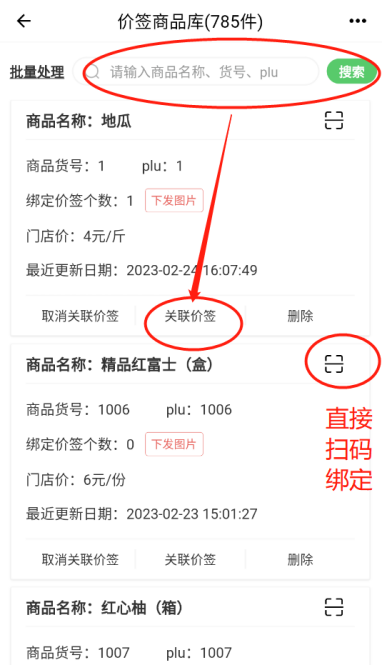 价签商品库(785件)
批量处理 请输入商品名称、货号、plu 搜索
商品名称：地瓜
商品货号：1 plu：1
绑定价签个数：1 下发图片
门店价：4元/斤
最近更新日期：2023-02-24 16:07:49
取消关联价签 关联价签 删除
商品名称：精品红富士（盒）
商品货号：1006 plu：1006
绑定价签个数：0 下发图片
门店价：6元/份
最近更新日期：2023-02-23 15:01:27
直接
扫码
绑定
取消关联价签 关联价签 删除
商品名称：红心柚（箱）
商品货号：1007 plu：1007